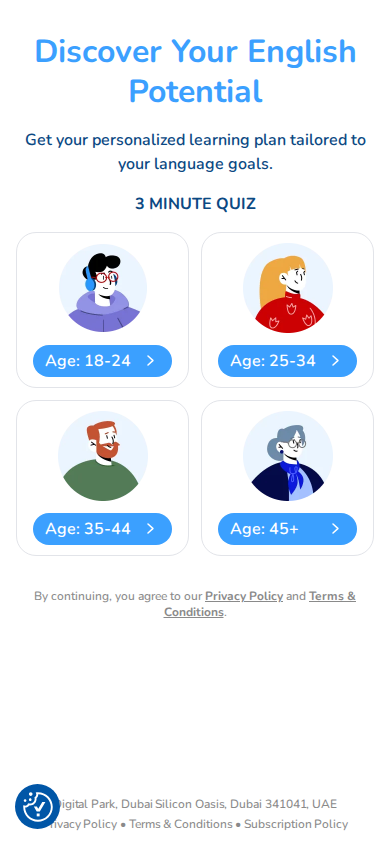 Discover Your English
Potential
Get your personalized learning plan tailored to
your language goals.
3 MINUTE QUIZ
Age: 18-24
Age: 25-34
Age: 35-44
Age: 45+
By continuing, you agree to our Privacy Policy and Terms &
Conditions.
Digital Park, Dubai Silicon Oasis, Dubai 341041, UAE
Privacy Policy • Terms & Conditions • Subscription Policy